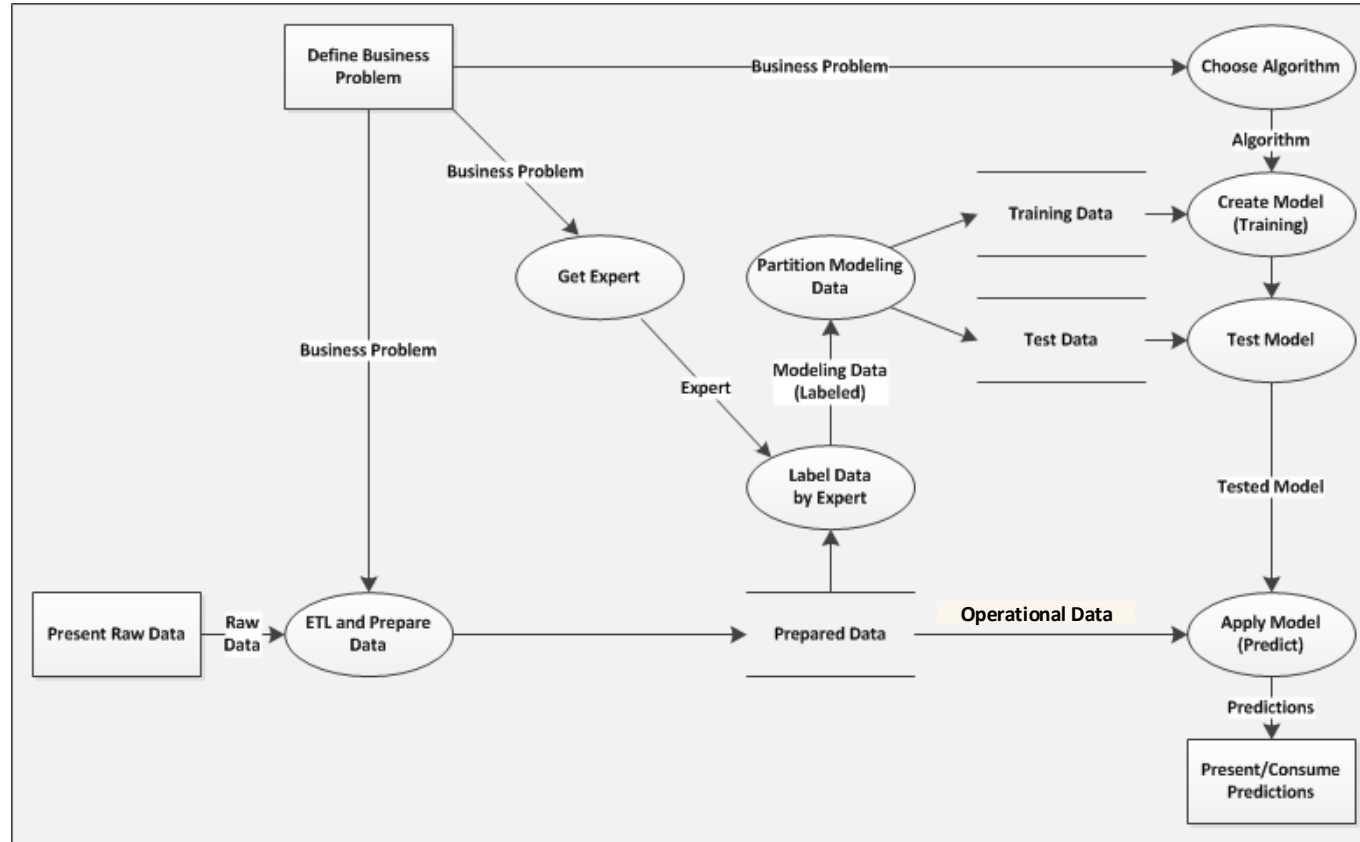 Define Business
Problem
Business Problem
Choose Algorithm
Algorithm
Business Problem
Training Data
Create Model
(Training)
Get Expert
Partition Modeling
Data
Business Problem
Test Data
Test Model
Modeling Data
(Labeled)
Expert
Label Data
by Expert
Tested Model
Present Raw Data
Raw
Data
ETL and Prepare
Data
Prepared Data
Operational Data
Apply Model
(Predict)
Predictions
Present/Consume
Predictions